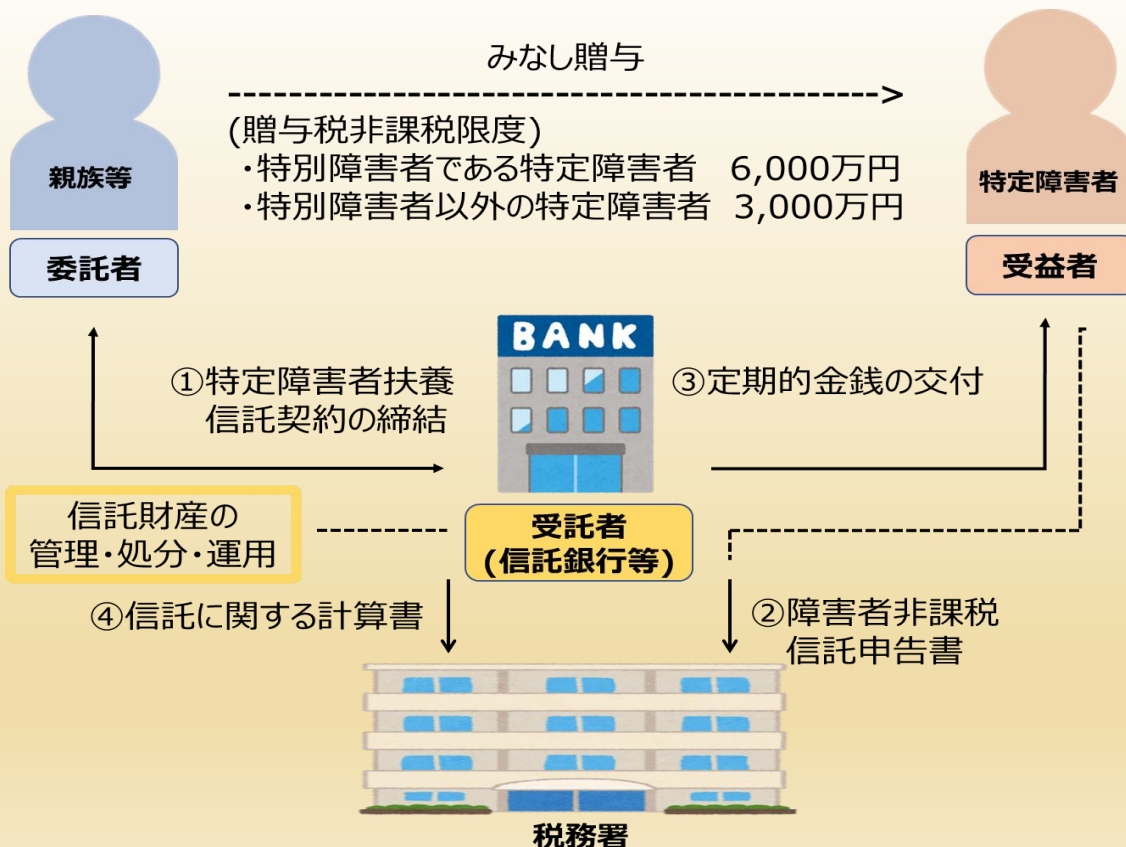 みなし贈与
(贈与税非課税限度)
・特別障害者である特定障害者 6,000万円
・特別障害者以外の特定障害者 3,000万円
親族等
委託者
特定障害者
受益者
BANK
①特定障害者扶養
信託契約の締結
③定期的金銭の交付
信託財産の
管理・処分・運用
受託者
(信託銀行等)
④信託に関する計算書
②障害者非課税
信託申告書
税務署